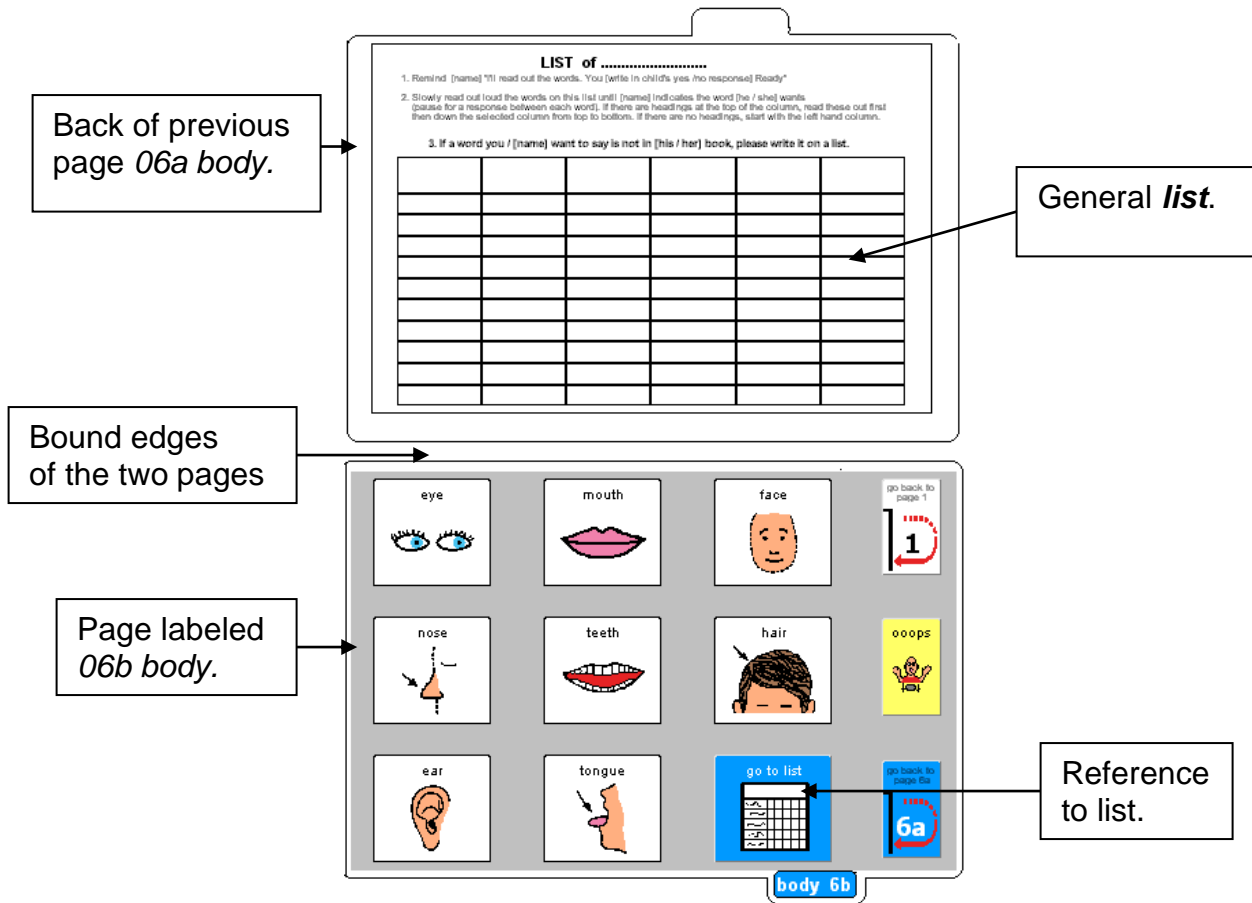 LIST of ..........................
1. Remind [name] "I'll read out the words. You [write in child's yes /no response] Ready"
2. Slowly read out loud the words on this list until [name] indicates the word [he / she] wants
(pause for a response between each word). If there are headings at the top of the column, read these out first
then down the selected column from top to bottom. If there are no headings, start with the left hand column.
3. If a word you / [name] want to say is not in [his / her] book, please write it on a list.
Back of previous
page 06a body.
General list.
Bound edges
of the two pages
eye
mouth
face
go back to
page 1
1
Page labeled
06b body.
nose
teeth
hair
ooops
ear
tongue
go to list
go back to
page 6a
6a
Reference
to list.
body 6b